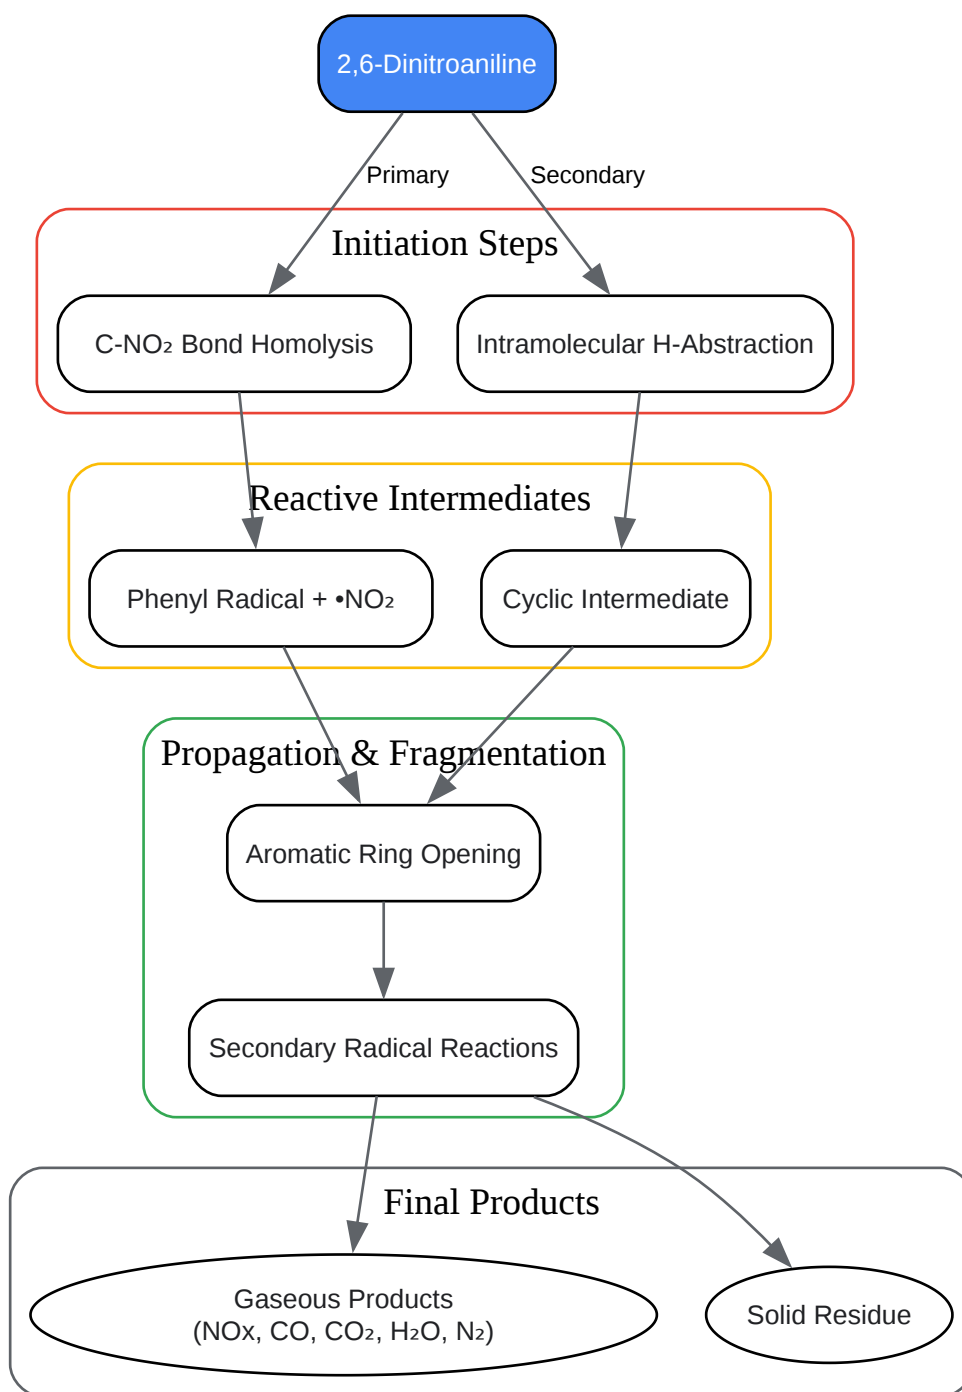 2,6-Dinitroaniline
Primary
Secondary
Initiation Steps
C-NO₂ Bond Homolysis
Intramolecular H-Abstraction
Reactive Intermediates
Phenyl Radical + •NO₂
Cyclic Intermediate
Propagation & Fragmentation
Aromatic Ring Opening
Secondary Radical Reactions
Final Products
Gaseous Products
(NOx, CO, CO₂, H₂O, N₂)
Solid Residue